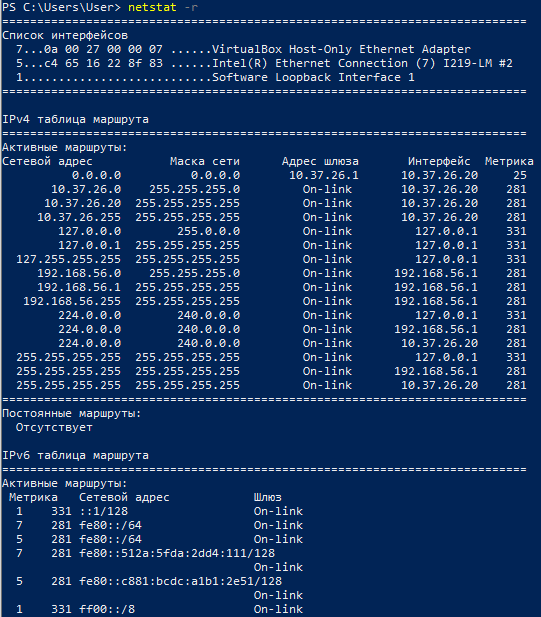 PS C:\Users\User> netstat -r
===========================================================================
Список интерфейсов
  7...0a 00 27 00 00 07 ......VirtualBox Host-Only Ethernet Adapter
  5...c4 65 16 22 8f 83 ......Intel(R) Ethernet Connection (7) I219-LM #2
  1...........................Software Loopback Interface 1
===========================================================================

IPv4 таблица маршрута
===========================================================================
Активные маршруты:
Сетевой адрес           Маска сети      Адрес шлюза       Интерфейс  Метрика
          0.0.0.0          0.0.0.0       10.37.26.1      10.37.26.20     25
       10.37.26.0    255.255.255.0         On-link       10.37.26.20    281
      10.37.26.20  255.255.255.255         On-link       10.37.26.20    281
     10.37.26.255  255.255.255.255         On-link       10.37.26.20    281
        127.0.0.0        255.0.0.0         On-link         127.0.0.1    331
        127.0.0.1  255.255.255.255         On-link         127.0.0.1    331
  127.255.255.255  255.255.255.255         On-link         127.0.0.1    331
     192.168.56.0    255.255.255.0         On-link      192.168.56.1    281
     192.168.56.1  255.255.255.255         On-link      192.168.56.1    281
   192.168.56.255  255.255.255.255         On-link      192.168.56.1    281
        224.0.0.0        240.0.0.0         On-link         127.0.0.1    331
        224.0.0.0        240.0.0.0         On-link      192.168.56.1    281
        224.0.0.0        240.0.0.0         On-link       10.37.26.20    281
  255.255.255.255  255.255.255.255         On-link         127.0.0.1    331
  255.255.255.255  255.255.255.255         On-link      192.168.56.1    281
  255.255.255.255  255.255.255.255         On-link       10.37.26.20    281
===========================================================================
Постоянные маршруты:
  Отсутствует

IPv6 таблица маршрута
===========================================================================
Активные маршруты:
 Метрика   Сетевой адрес            Шлюз
  1    331 ::1/128                  On-link
  7    281 fe80::/64                On-link
  5    281 fe80::/64                On-link
  7    281 fe80::512a:5fda:2dd4:111/128
                                    On-link
  5    281 fe80::c881:bcdc:a1b1:2e51/128
                                    On-link
  1    331 ff00::/8                 On-link